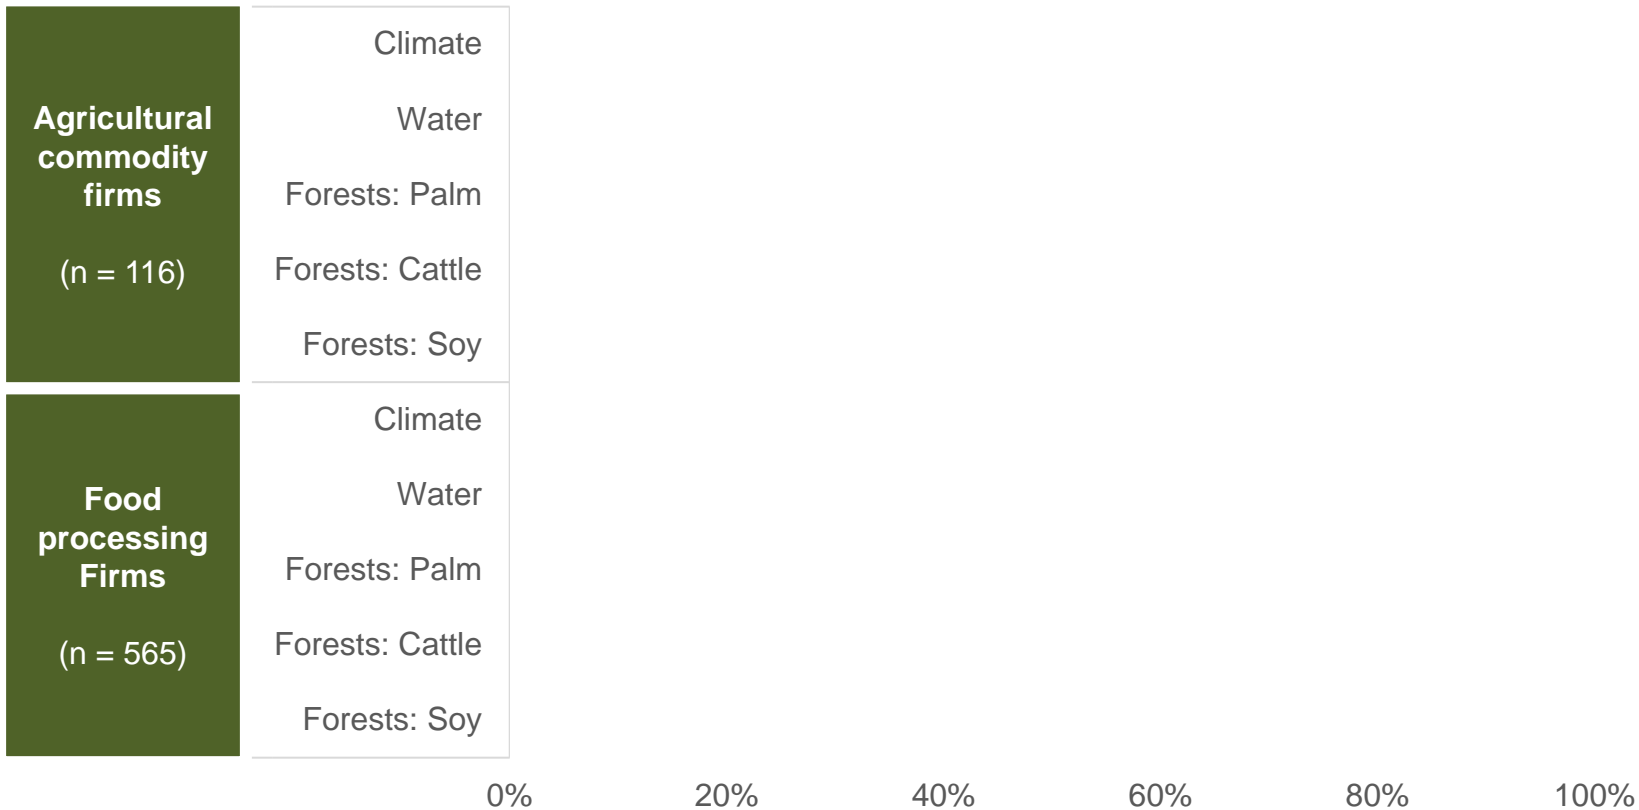 Agricultural
commodity
firms
(n = 116)
Climate
Water
Forests: Palm
Forests: Cattle
Forests: Soy
Food
processing
Firms
(n = 565)
Climate
Water
Forests: Palm
Forests: Cattle
Forests: Soy
0% 20% 40% 60% 80% 100%